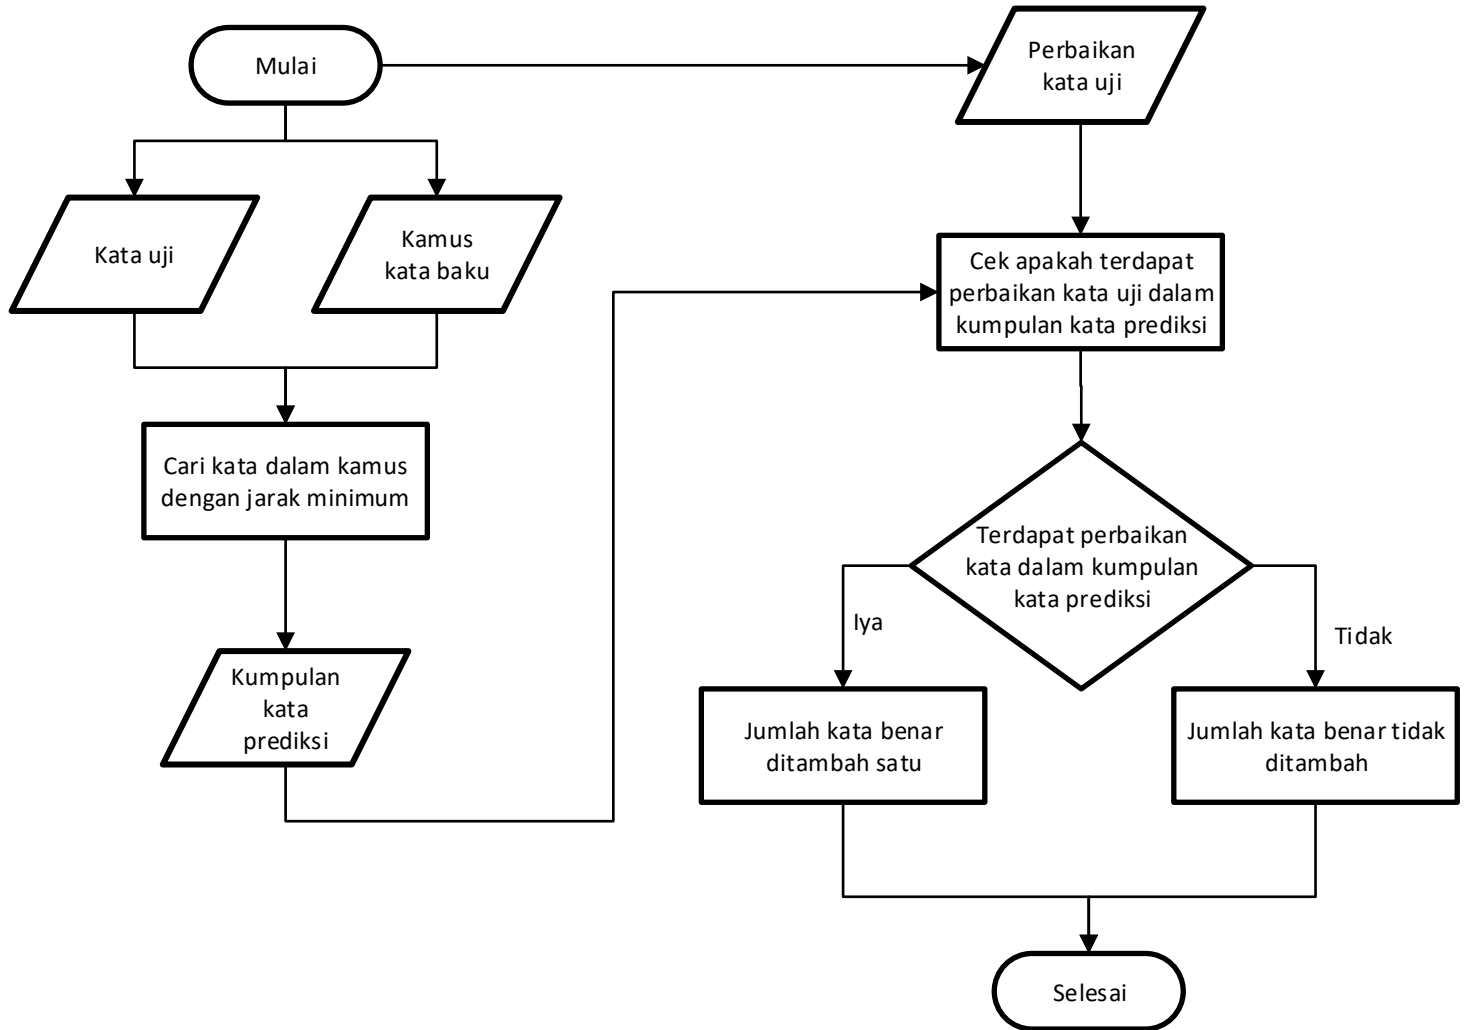 Mulai
Perbaikan
kata uji
Kata uji
Kamus
kata baku
Cek apakah terdapat
perbaikan kata uji dalam
kumpulan kata prediksi
Cari kata dalam kamus
dengan jarak minimum
Terdapat perbaikan
kata dalam kumpulan
kata prediksi
Iya
Tidak
Kumpulan
kata
prediksi
Jumlah kata benar
ditambah satu
Jumlah kata benar tidak
ditambah
Selesai